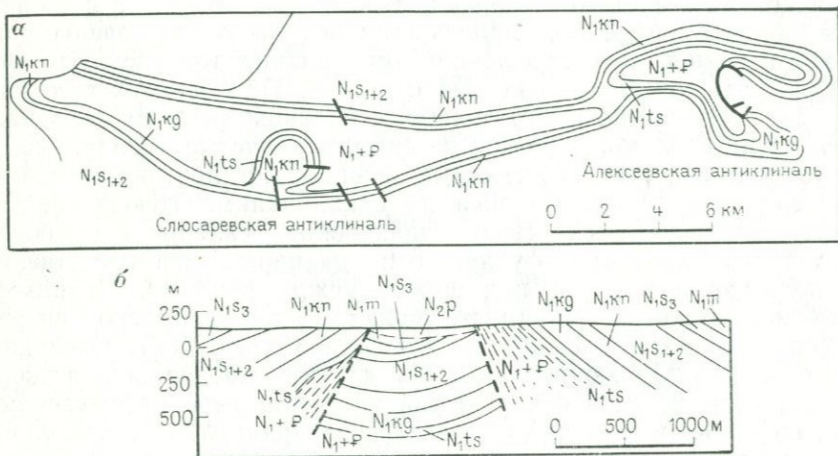 а
N₁кп
N₁кп
N₁+₽
N₁s₁₊₂
N₁кп
N₁ts
N₁кg
N₁ts
N₁кп
N₁+₽
N₁кп
N₁кg
N₁s₁₊₂
Алексеевская антиклиналь
Слюсаревская антиклиналь
0 2 4 6 км
б
м
N₁s₃
250
N₁s₃
N₁кп
N₁m
N₂p
N₁кg
N₁кп
N₁s₃
N₁m
0
N₁s₁₊₂
N₁s₁₊₂
N₁+₽
N₁s₁₊₂
250
N₁ts
N₁ts
500
N₁+₽
N₁кg
N₁+₽
N₁ts
0 500 1000м